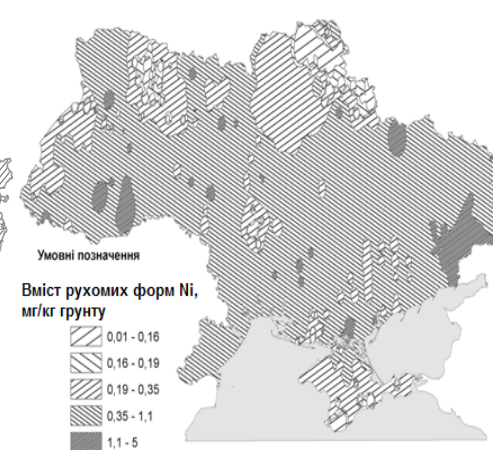 Умовні позначення
Вміст рухомих форм Ni,
мг/кг грунту
0,01 - 0,16
0,16 - 0,19
0,19 - 0,35
0,35 - 1,1
1,1 - 5